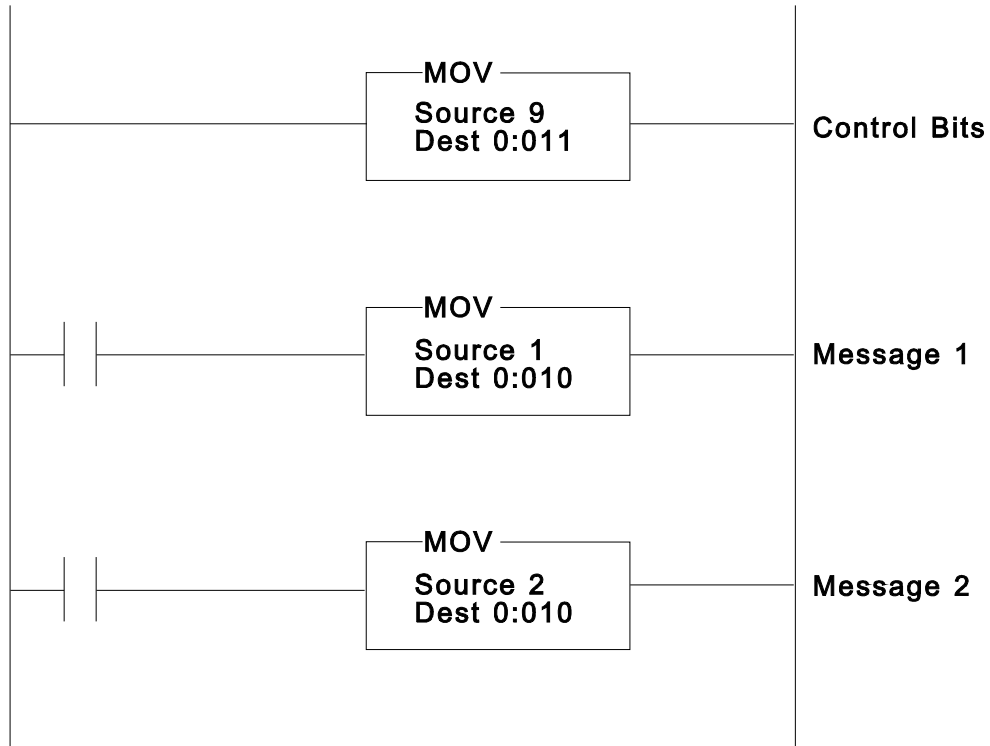 MOV
Source 9
Dest 0:011
Control Bits
MOV
Source 1
Dest 0:010
Message 1
MOV
Source 2
Dest 0:010
Message 2